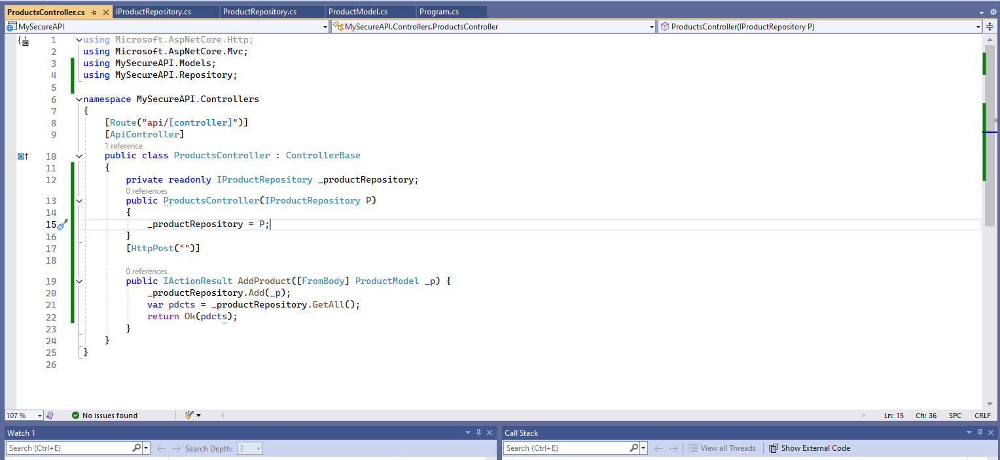 ProductsController.cs IProductRepository.cs ProductRepository.cs ProductModel.cs Program.cs
MySecureAPI MySecureAPI.Controllers.ProductsController ProductsController(IProductRepository P)
1 using Microsoft.AspNetCore.Http;
2 using Microsoft.AspNetCore.Mvc;
3 using MySecureAPI.Models;
4 using MySecureAPI.Repository;
5
6 namespace MySecureAPI.Controllers
7 {
8 [Route("api/[controller]")]
9 [ApiController]
1 reference
10 public class ProductsController : ControllerBase
11 {
12 private readonly IProductRepository _productRepository;
0 references
13 public ProductsController(IProductRepository P)
14 {
15 _productRepository = P;
16 }
17 [HttpPost("")]
18
0 references
19 public IActionResult AddProduct([FromBody] ProductModel _p) {
20 _productRepository.Add(_p);
21 var pdcts = _productRepository.GetAll();
22 return Ok(pdcts);
23 }
24 }
25 }
26
107 % No issues found Ln: 15 Ch: 36 SPC CRLF
Watch 1 Call Stack
Search (Ctrl+E) Search Depth: 3 Search (Ctrl+E) View all Threads Show External Code